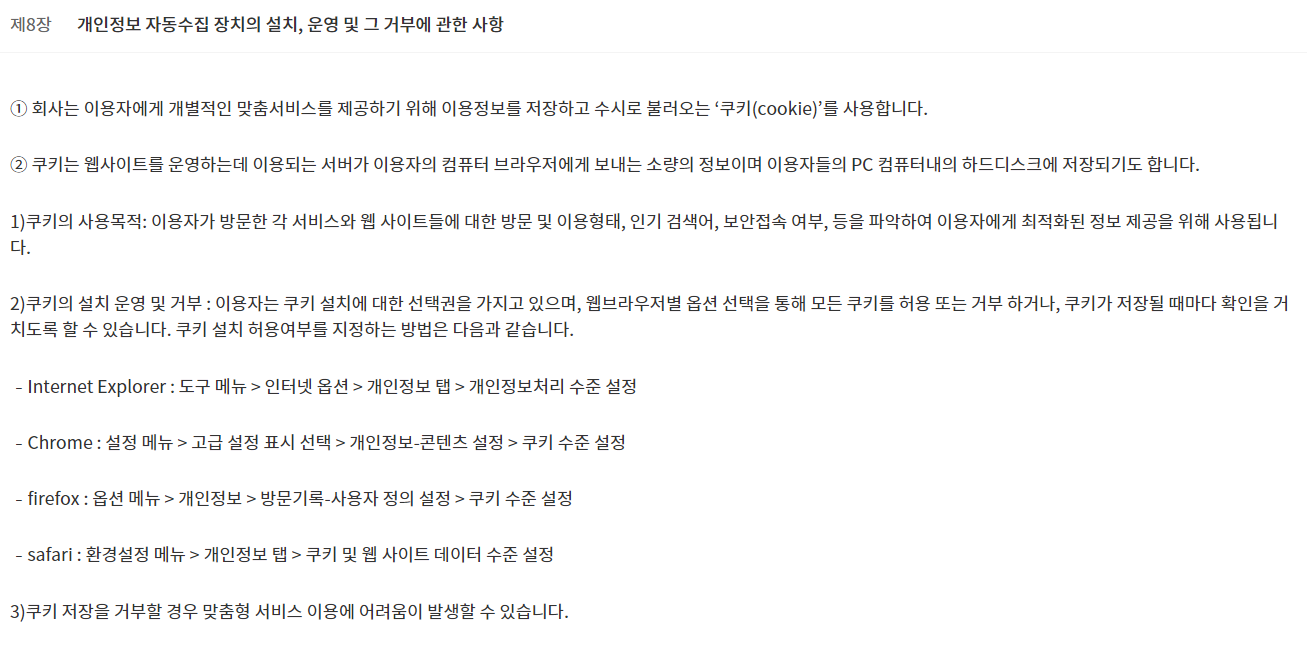 제8장 개인정보 자동수집 장치의 설치, 운영 및 그 거부에 관한 사항
① 회사는 이용자에게 개별적인 맞춤서비스를 제공하기 위해 이용정보를 저장하고 수시로 불러오는 ‘쿠키(cookie)’를 사용합니다.
② 쿠키는 웹사이트를 운영하는데 이용되는 서버가 이용자의 컴퓨터 브라우저에게 보내는 소량의 정보이며 이용자들의 PC 컴퓨터내의 하드디스크에 저장되기도 합니다.
1)쿠키의 사용목적: 이용자가 방문한 각 서비스와 웹 사이트들에 대한 방문 및 이용형태, 인기 검색어, 보안접속 여부, 등을 파악하여 이용자에게 최적화된 정보 제공을 위해 사용됩니
다.
2)쿠키의 설치 운영 및 거부 : 이용자는 쿠키 설치에 대한 선택권을 가지고 있으며, 웹브라우저별 옵션 선택을 통해 모든 쿠키를 허용 또는 거부 하거나, 쿠키가 저장될 때마다 확인을 거
치도록 할 수 있습니다. 쿠키 설치 허용여부를 지정하는 방법은 다음과 같습니다.
- Internet Explorer : 도구 메뉴 > 인터넷 옵션 > 개인정보 탭 > 개인정보처리 수준 설정
- Chrome : 설정 메뉴 > 고급 설정 표시 선택 > 개인정보-콘텐츠 설정 > 쿠키 수준 설정
- firefox : 옵션 메뉴 > 개인정보 > 방문기록-사용자 정의 설정 > 쿠키 수준 설정
- safari : 환경설정 메뉴 > 개인정보 탭 > 쿠키 및 웹 사이트 데이터 수준 설정
3)쿠키 저장을 거부할 경우 맞춤형 서비스 이용에 어려움이 발생할 수 있습니다.